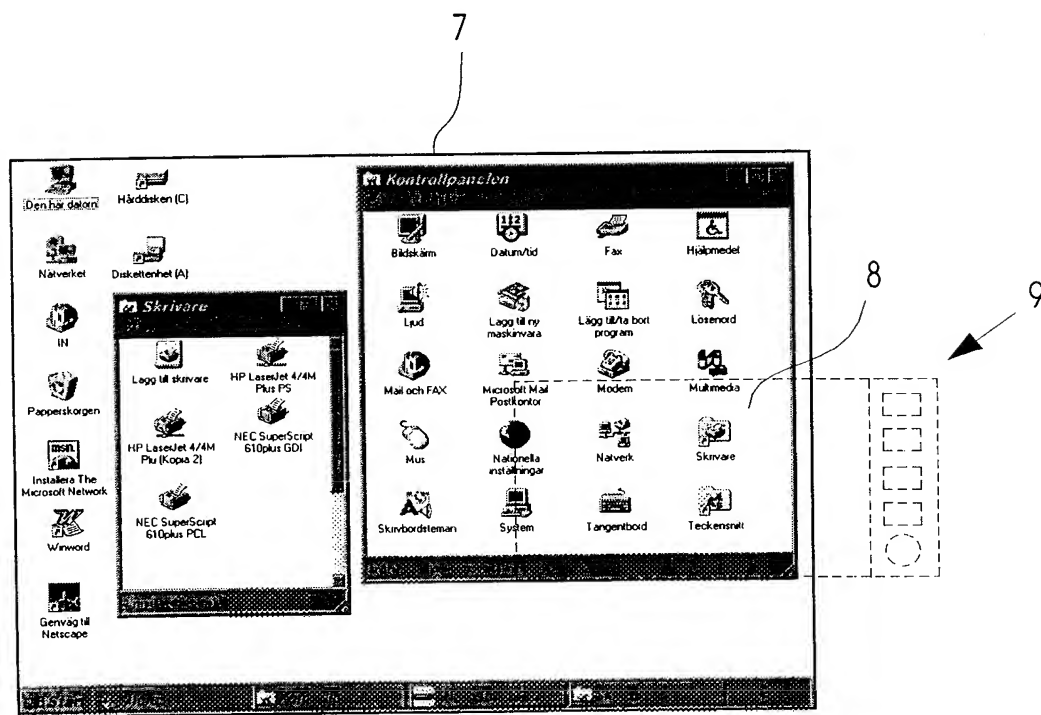 7
Den här datorn
Hårddisken (C)
Nätverket
Diskettenhet (A)
IN
Papperskorgen
msn.
Installera The
Microsoft Network
Winword
Genväg till
Netscape
Skrivare
Lägg till skrivare
HP LaserJet 4/4M
Plus PS
HP LaserJet 4/4M
Plu (Kopia 2)
NEC SuperScript
610plus GDI
NEC SuperScript
610plus PCL
Kontrollpanelen
Bildskärm
Datum/tid
Fax
Hjälpmedel
Ljud
Lägg till ny
maskinvara
Lägg till/ta bort
program
Lösenord
Mail och FAX
Microsoft Mail
Postkontor
Modem
Multimedia
Mus
Nationella
inställningar
Nätverk
Skrivare
Skrivbordsteman
System
Tangentbord
Teckensnitt
8
9